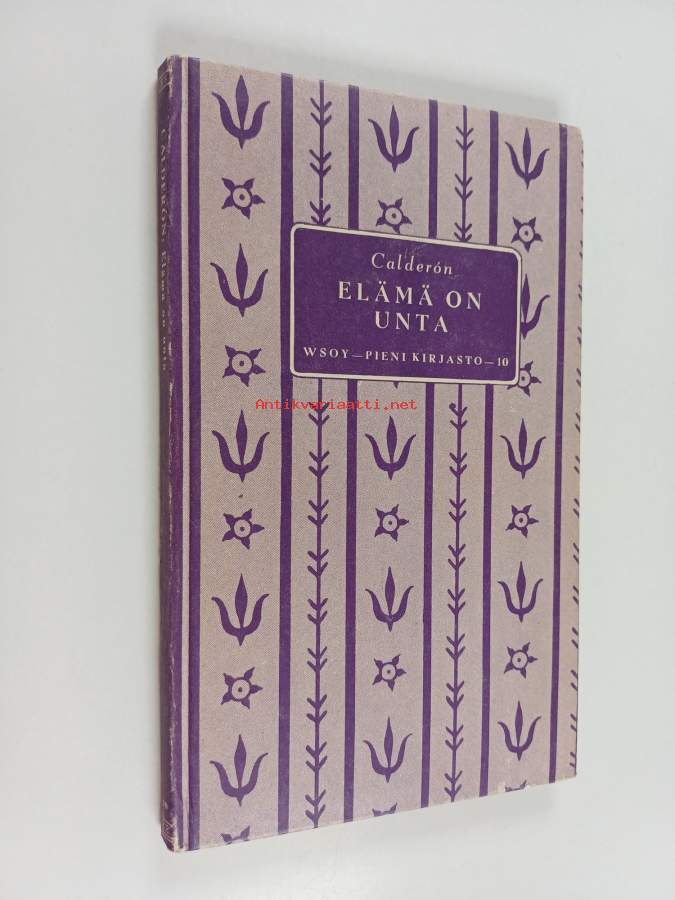 Calderón
ELÄMÄ ON
UNTA
WSOY—PIENI KIRJASTO—10
Antikvariaatti.net
CALDERÓN: Elämä on unta